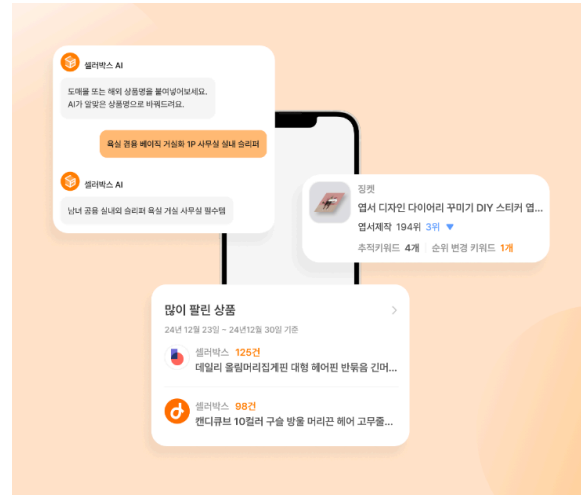 셀러박스 AI
도매몰 또는 해외 상품명을 붙여넣어보세요.
AI가 알맞은 상품명으로 바꿔드려요.
욕실 겸용 베이직 거실화 1P 사무실 실내 슬리퍼
셀러박스 AI
남녀 공용 실내외 슬리퍼 욕실 거실 사무실 필수템
징켓
엽서 디자인 다이어리 꾸미기 DIY 스티커 엽...
엽서제작 194위 3위 ▼
추적키워드 4개 순위 변경 키워드 1개
많이 팔린 상품
24년 12월 23일 ~ 24년12월 30일 기준
셀러박스 125건
데일리 올림머리집게핀 대형 헤어핀 반묶음 긴머...
셀러박스 98건
캔디큐브 10컬러 구슬 방울 머리끈 헤어 고무줄...